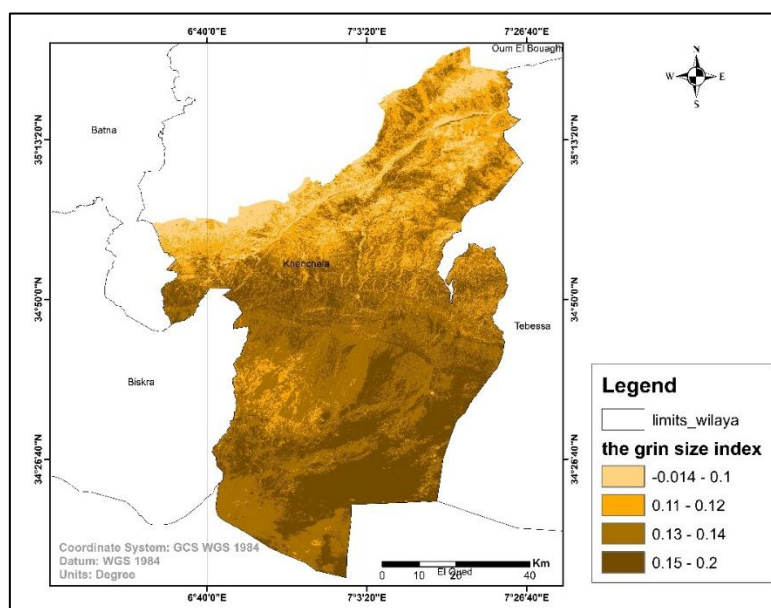 6°40'0"E 7°3'20"E 7°26'40"E
Oum El Bouagh
N
W E
S
Batna
35°13'20"N
35°13'20"N
Khenchela
34°50'0"N
34°50'0"N
Tebessa
Biskra
Legend
limits_wilaya
the grin size index
-0.014 - 0.1
0.11 - 0.12
0.13 - 0.14
0.15 - 0.2
34°26'40"N
34°26'40"N
Coordinate System: GCS WGS 1984
Datum: WGS 1984
Units: Degree
Km
El Oued
0 10 20 40
6°40'0"E 7°3'20"E 7°26'40"E